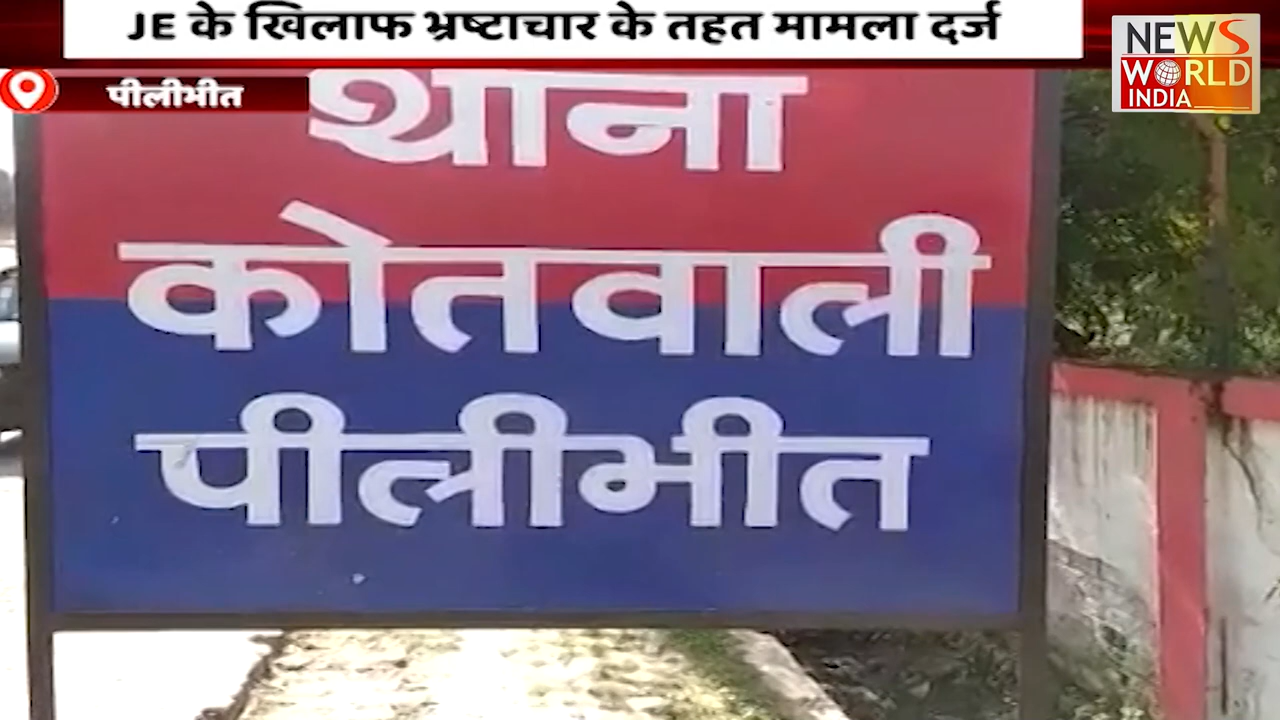 JE के खिलाफ भ्रष्टाचार के तहत मामला दर्ज
NEWS
WORLD
INDIA
पीलीभीत
थाना
कोतवाली
पीलीभीत